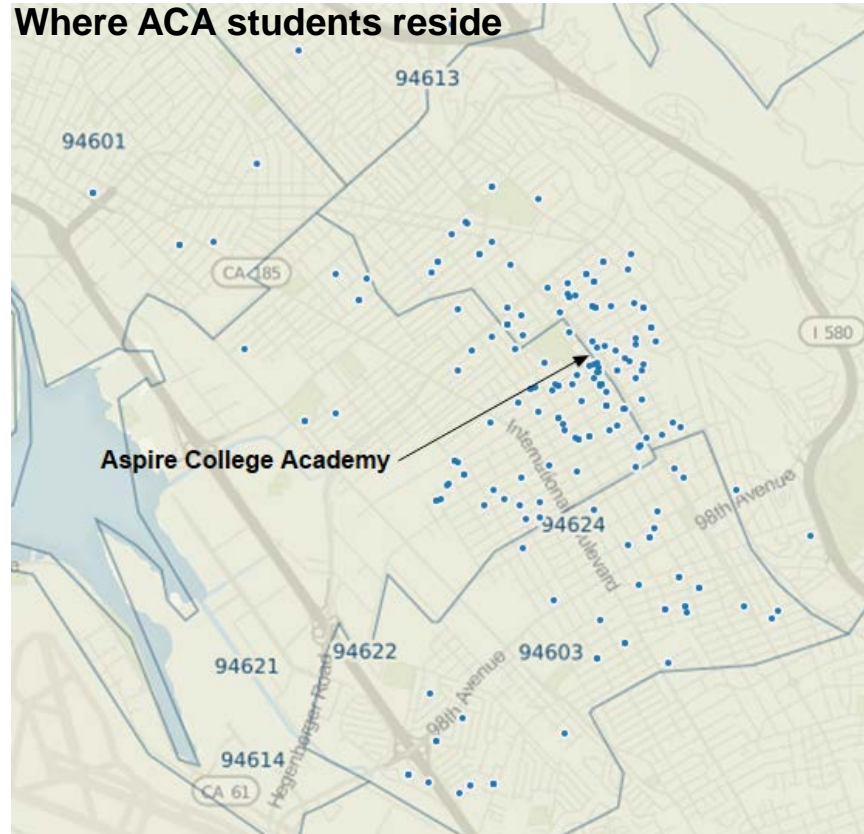 Where ACA students reside
94613
94601
CA 185
I 580
Aspire College Academy
International Boulevard
98th Avenue
94624
94621
94622
94603
98th Avenue
Hegenberger Road
94614
CA 61